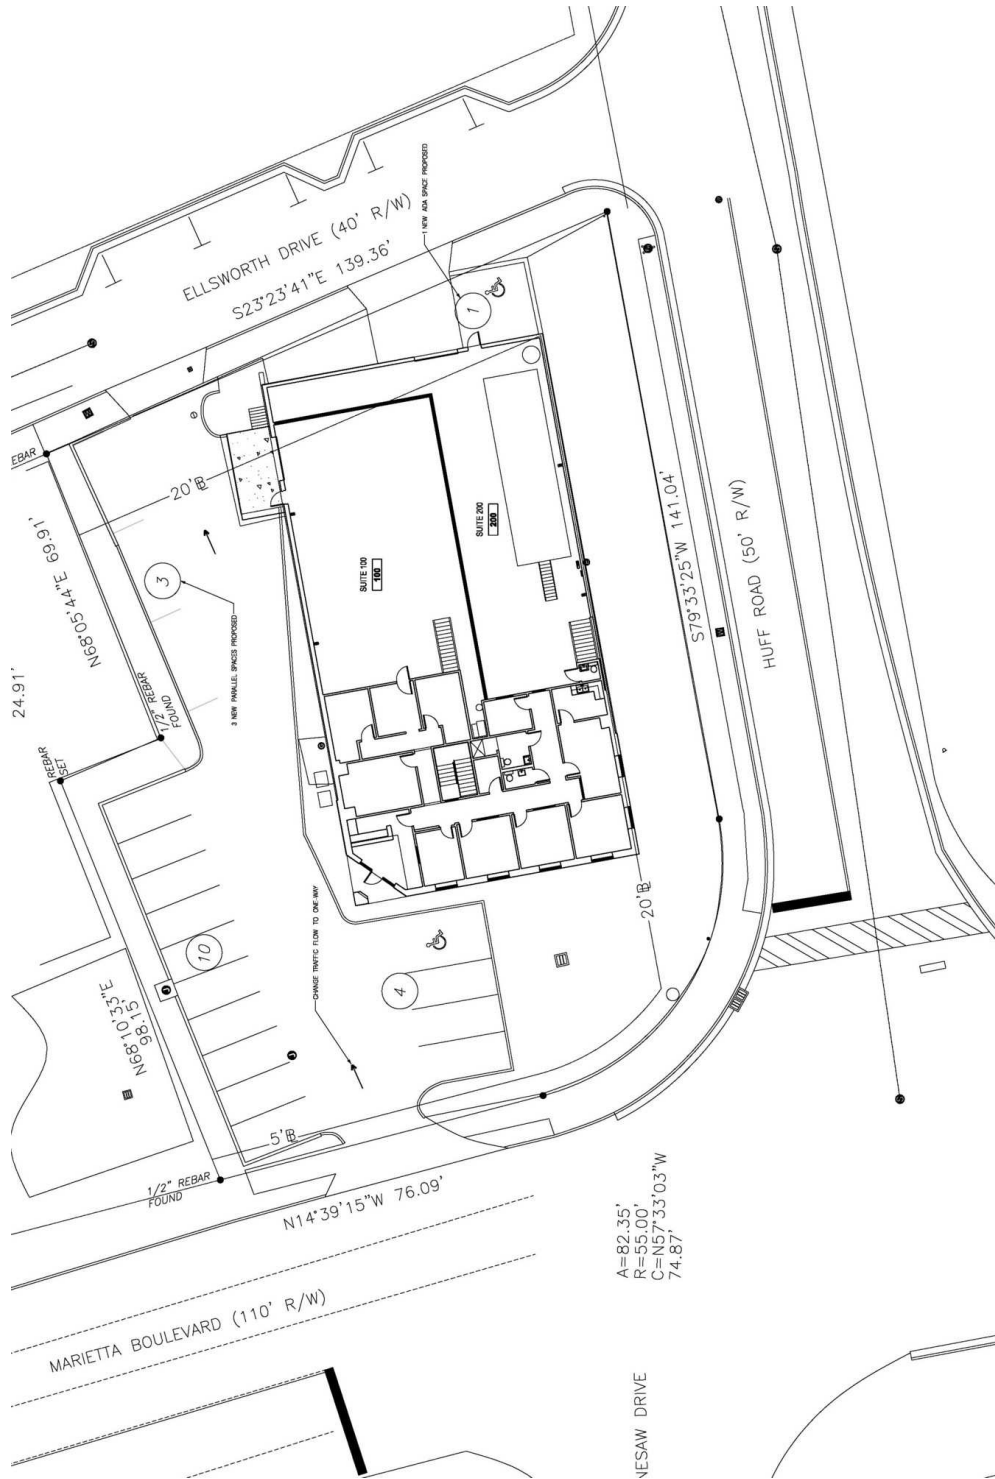 ELLSWORTH DRIVE (40' R/W)
S23°23'41"E 139.36'
1 NEW ADA SPACE PROPOSED
1
EBAR
20'
B
N68°05'44"E 69.91'
3
3 NEW PARALLEL SPACES PROPOSED
24.91'
1/2" REBAR
FOUND
REBAR
SET
SUITE 100
100
SUITE 200
200
S79°33'25"W 141.04'
HUFF ROAD (50' R/W)
CHANGE TRAFFIC FLOW TO ONE-WAY
10
4
N68°10'33"E
98.15'
20'
B
5'
B
1/2" REBAR
FOUND
N14°39'15"W 76.09'
A=82.35'
R=55.00'
C=N57°33'03"W
74.87'
MARIETTA BOULEVARD (110' R/W)
NESAW DRIVE